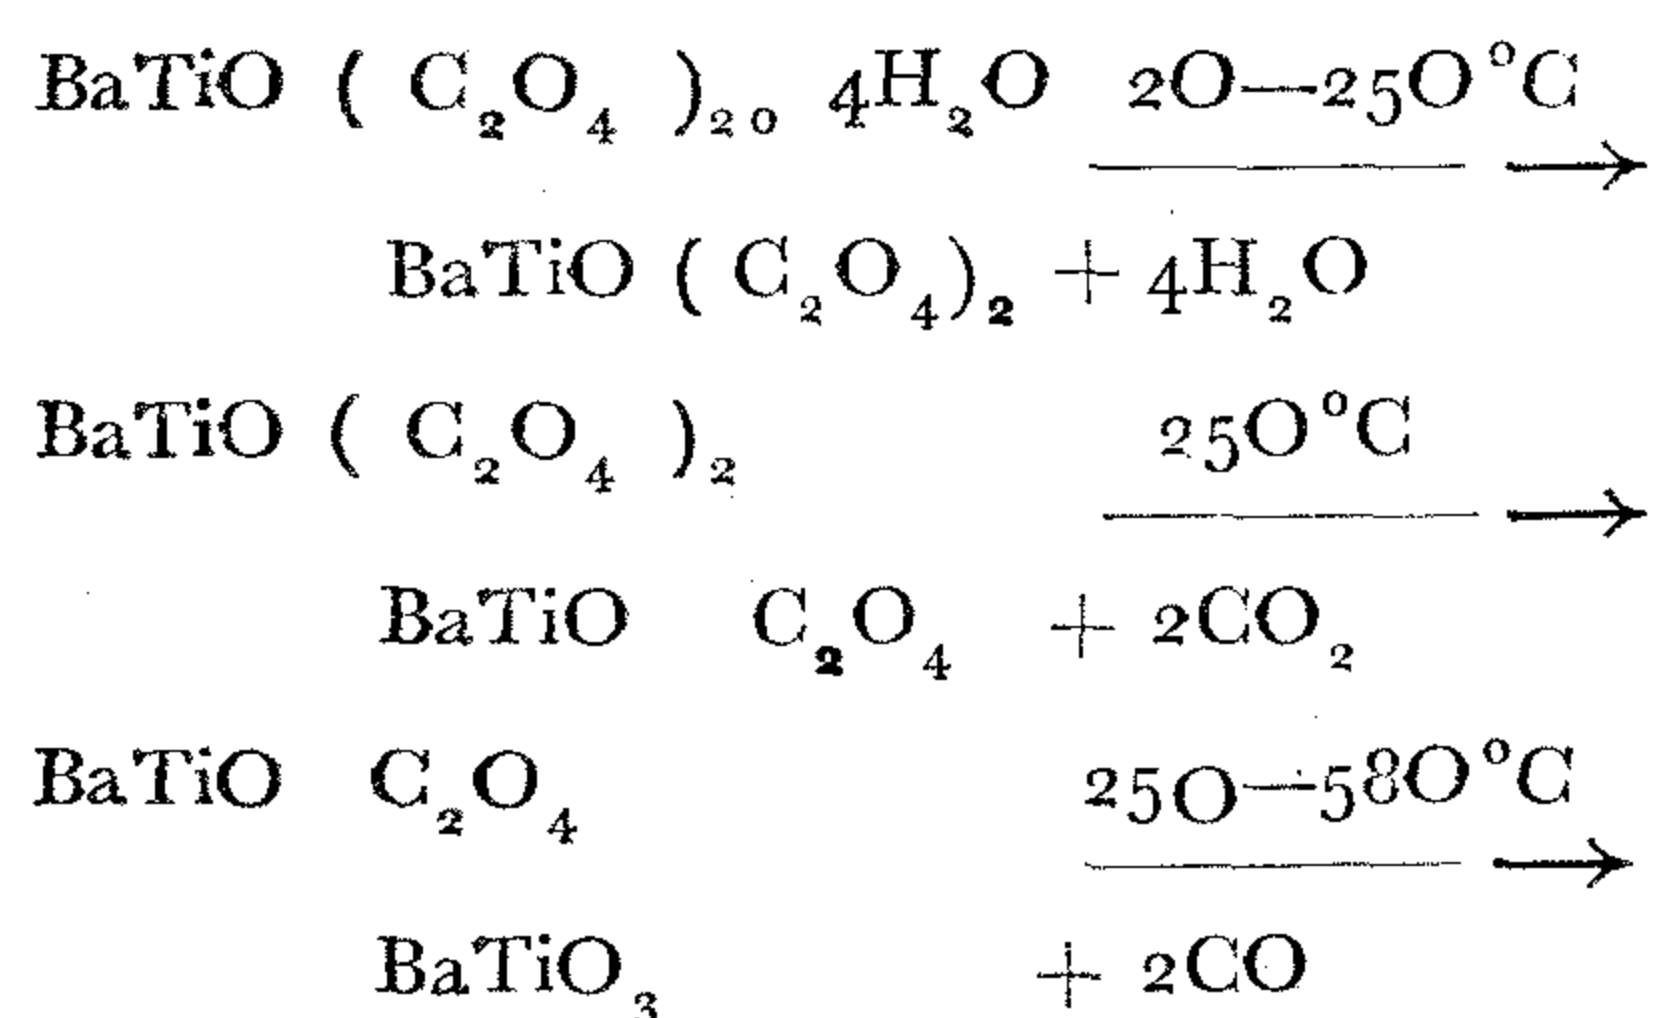 BaTiO ( C₂O₄ )₂₀ 4H₂O 20—250°C →
BaTiO ( C₂O₄)₂ + 4H₂O
BaTiO ( C₂O₄ )₂ 250°C →
BaTiO C₂O₄ + 2CO₂
BaTiO C₂O₄ 250—580°C →
BaTiO₃ + 2CO